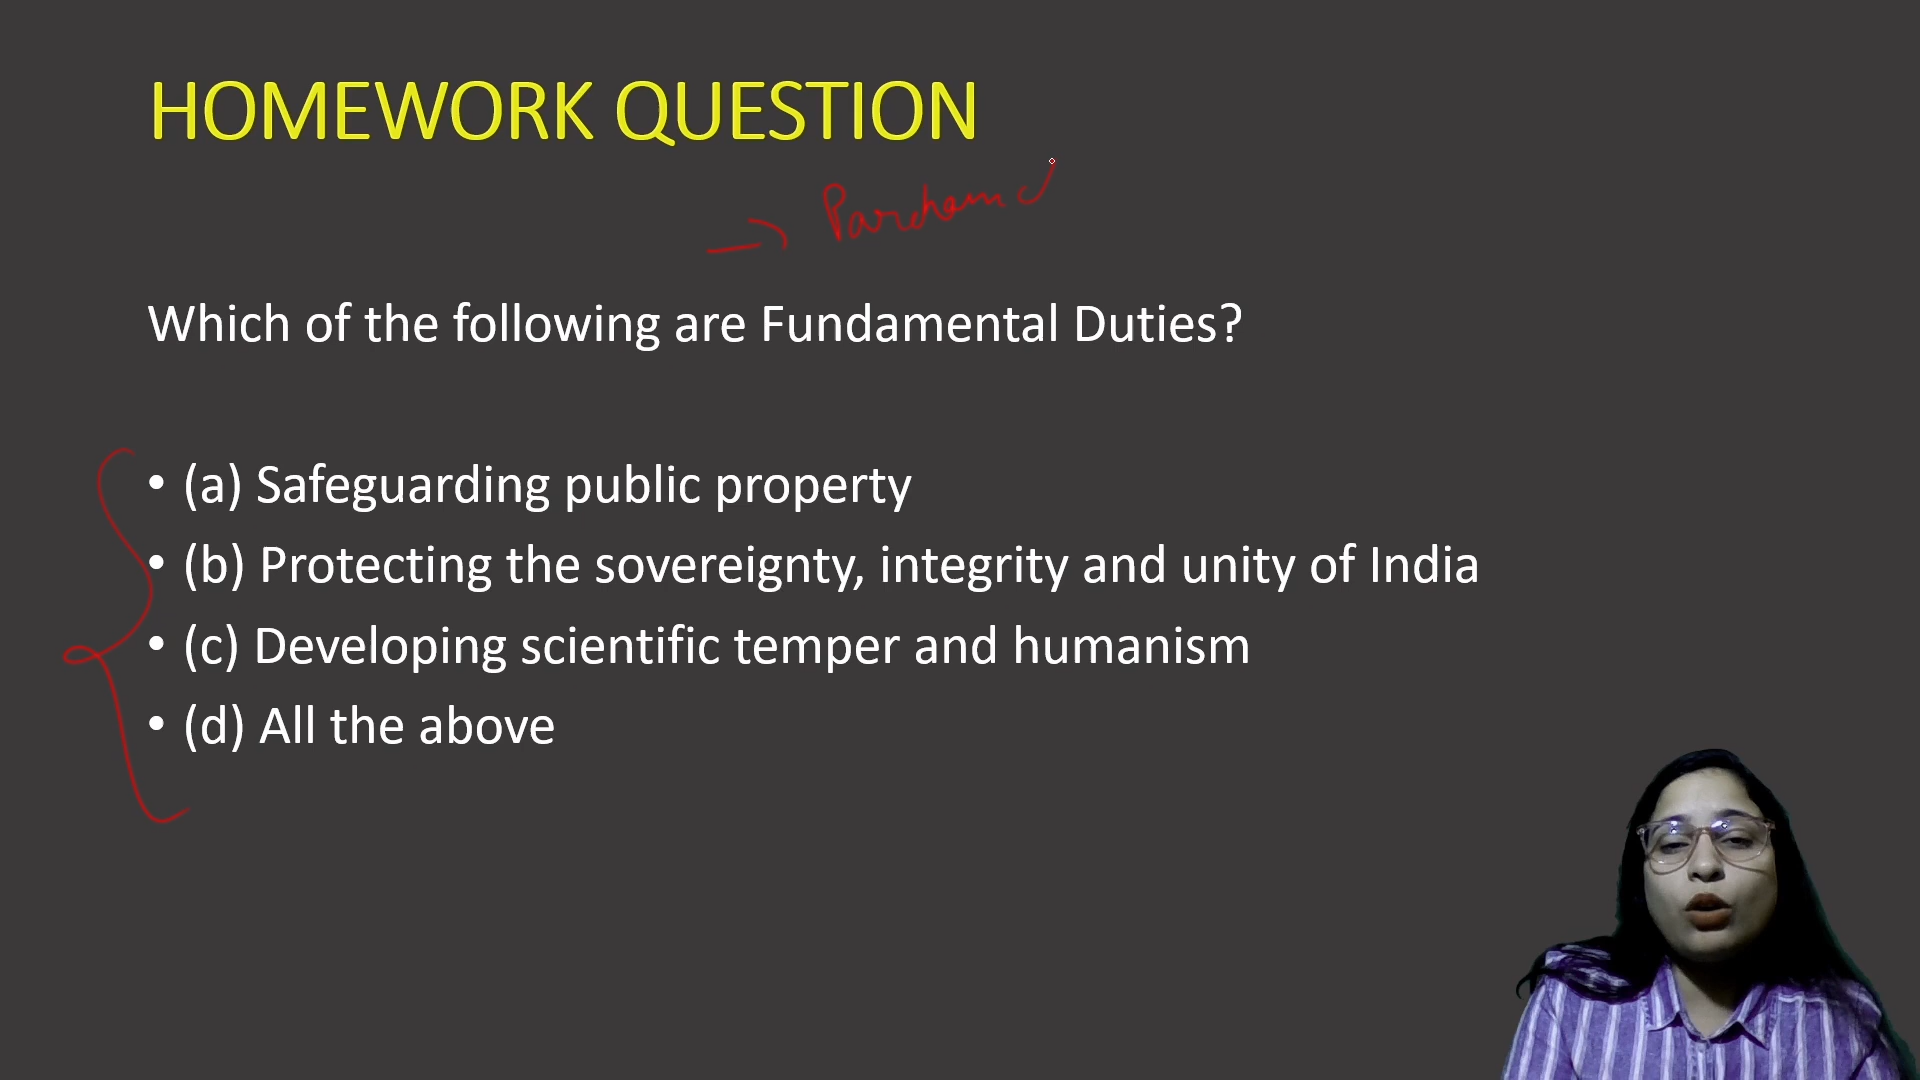 HOMEWORK QUESTION
Which of the following are Fundamental Duties?
• (a) Safeguarding public property
• (b) Protecting the sovereignty, integrity and unity of India
• (c) Developing scientific temper and humanism
• (d) All the above